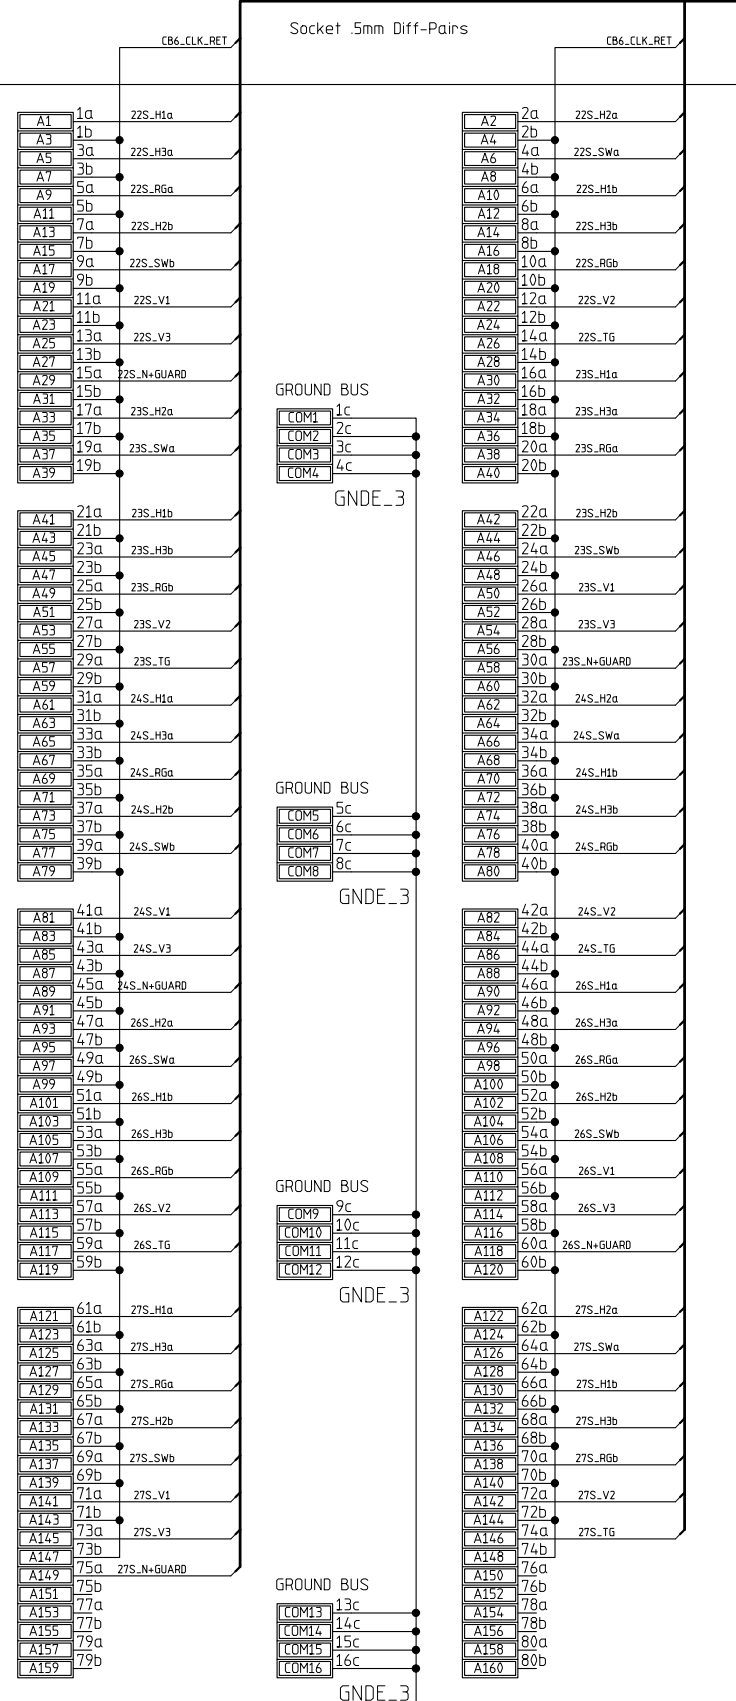 Socket .5mm Diff-Pairs
CB6_CLK_RET
A1 1a 22S_H1a
A3 1b
A5 3a 22S_H3a
A7 3b
A9 5a 22S_RGa
A11 5b
A13 7a 22S_H2b
A15 7b
A17 9a 22S_SWb
A19 9b
A21 11a 22S_V1
A23 11b
A25 13a 22S_V3
A27 13b
A29 15a 22S_N+GUARD
A31 15b
A33 17a 23S_H2a
A35 17b
A37 19a 23S_SWa
A39 19b
A41 21a 23S_H1b
A43 21b
A45 23a 23S_H3b
A47 23b
A49 25a 23S_RGb
A51 25b
A53 27a 23S_V2
A55 27b
A57 29a 23S_TG
A59 29b
A61 31a 24S_H1a
A63 31b
A65 33a 24S_H3a
A67 33b
A69 35a 24S_RGa
A71 35b
A73 37a 24S_H2b
A75 37b
A77 39a 24S_SWb
A79 39b
A81 41a 24S_V1
A83 41b
A85 43a 24S_V3
A87 43b
A89 45a 24S_N+GUARD
A91 45b
A93 47a 26S_H2a
A95 47b
A97 49a 26S_SWa
A99 49b
A101 51a 26S_H1b
A103 51b
A105 53a 26S_H3b
A107 53b
A109 55a 26S_RGb
A111 55b
A113 57a 26S_V2
A115 57b
A117 59a 26S_TG
A119 59b
A121 61a 27S_H1a
A123 61b
A125 63a 27S_H3a
A127 63b
A129 65a 27S_RGa
A131 65b
A133 67a 27S_H2b
A135 67b
A137 69a 27S_SWb
A139 69b
A141 71a 27S_V1
A143 71b
A145 73a 27S_V3
A147 73b
A149 75a 27S_N+GUARD
A151 75b
A153 77a
A155 77b
A157 79a
A159 79b
GROUND BUS
COM1 1c
COM2 2c
COM3 3c
COM4 4c
GNDE_3
GROUND BUS
COM5 5c
COM6 6c
COM7 7c
COM8 8c
GNDE_3
GROUND BUS
COM9 9c
COM10 10c
COM11 11c
COM12 12c
GNDE_3
GROUND BUS
COM13 13c
COM14 14c
COM15 15c
COM16 16c
GNDE_3
CB6_CLK_RET
A2 2a 22S_H2a
A4 2b
A6 4a 22S_SWa
A8 4b
A10 6a 22S_H1b
A12 6b
A14 8a 22S_H3b
A16 8b
A18 10a 22S_RGb
A20 10b
A22 12a 22S_V2
A24 12b
A26 14a 22S_TG
A28 14b
A30 16a 23S_H1a
A32 16b
A34 18a 23S_H3a
A36 18b
A38 20a 23S_RGa
A40 20b
A42 22a 23S_H2b
A44 22b
A46 24a 23S_SWb
A48 24b
A50 26a 23S_V1
A52 26b
A54 28a 23S_V3
A56 28b
A58 30a 23S_N+GUARD
A60 30b
A62 32a 24S_H2a
A64 32b
A66 34a 24S_SWa
A68 34b
A70 36a 24S_H1b
A72 36b
A74 38a 24S_H3b
A76 38b
A78 40a 24S_RGb
A80 40b
A82 42a 24S_V2
A84 42b
A86 44a 24S_TG
A88 44b
A90 46a 26S_H1a
A92 46b
A94 48a 26S_H3a
A96 48b
A98 50a 26S_RGa
A100 50b
A102 52a 26S_H2b
A104 52b
A106 54a 26S_SWb
A108 54b
A110 56a 26S_V1
A112 56b
A114 58a 26S_V3
A116 58b
A118 60a 26S_N+GUARD
A120 60b
A122 62a 27S_H2a
A124 62b
A126 64a 27S_SWa
A128 64b
A130 66a 27S_H1b
A132 66b
A134 68a 27S_H3b
A136 68b
A138 70a 27S_RGb
A140 70b
A142 72a 27S_V2
A144 72b
A146 74a 27S_TG
A148 74b
A150 76a
A152 76b
A154 78a
A156 78b
A158 80a
A160 80b